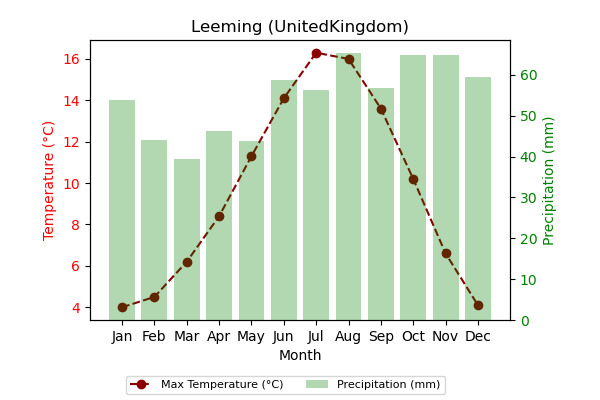 Leeming (UnitedKingdom)
16
14
12
10
8
6
4
Temperature (°C)
60
50
40
30
20
10
0
Precipitation (mm)
Jan Feb Mar Apr May Jun Jul Aug Sep Oct Nov Dec
Month
Max Temperature (°C) Precipitation (mm)